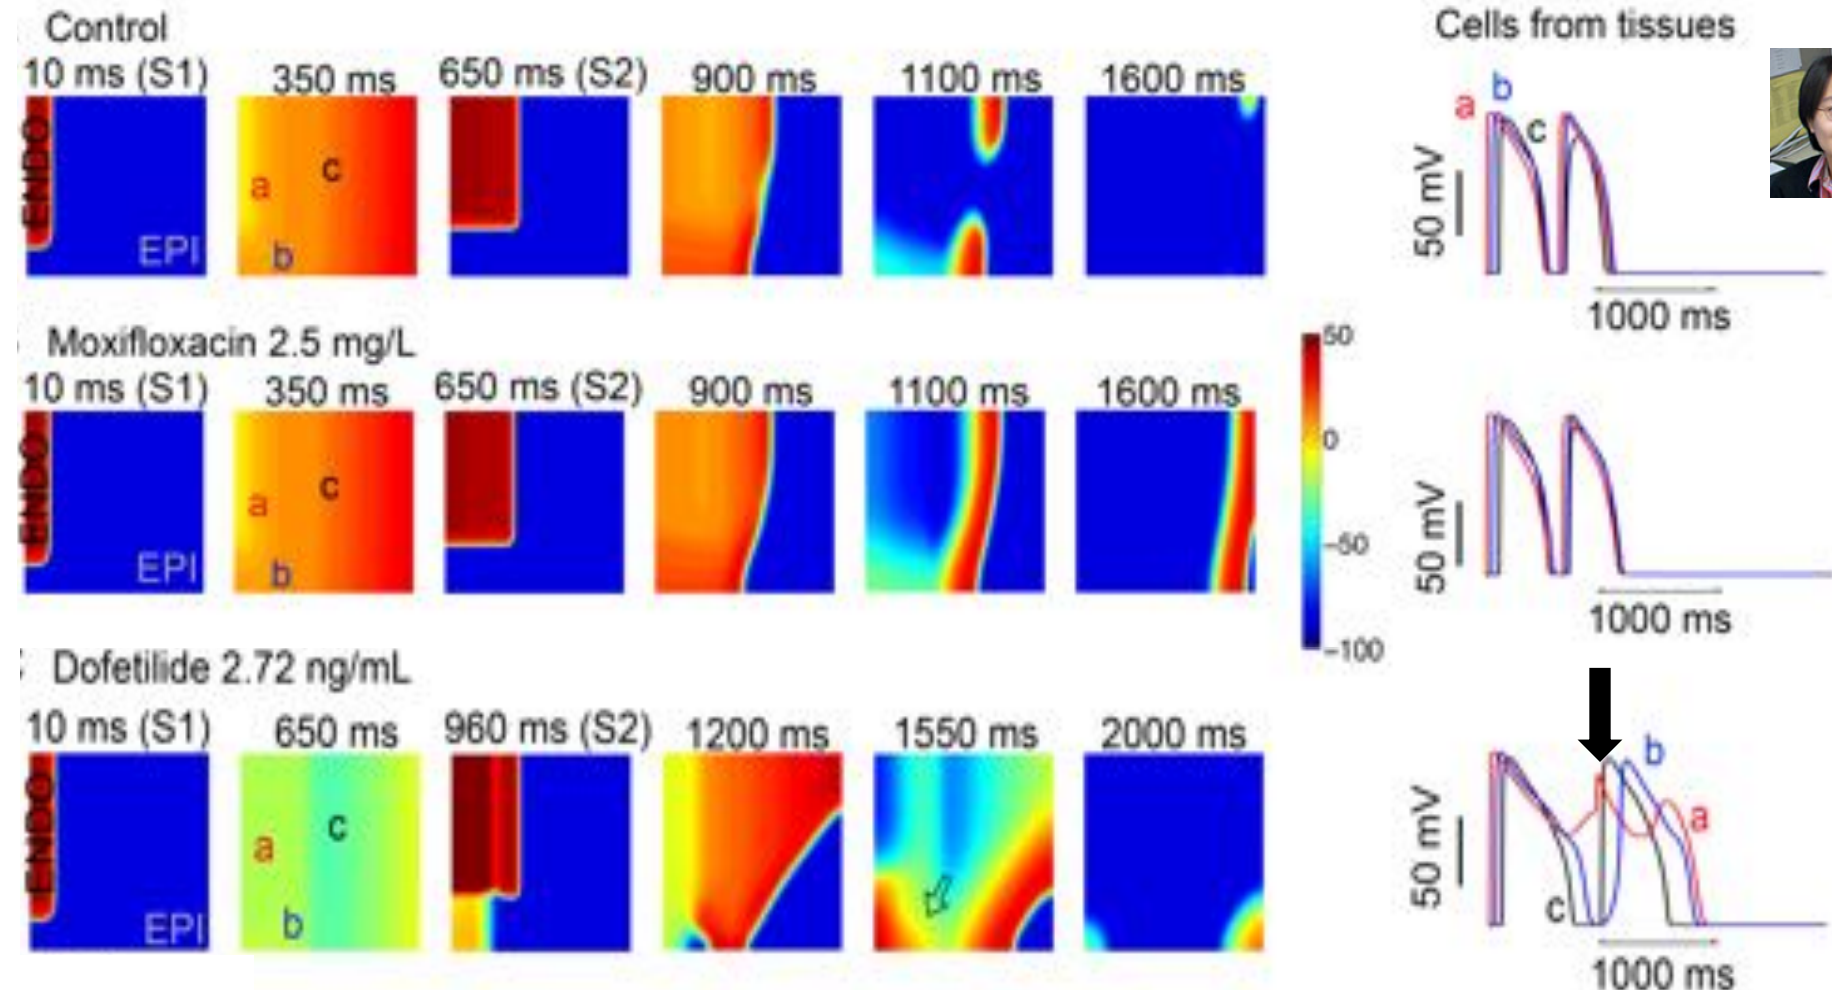 Control
Cells from tissues
10 ms (S1) 350 ms 650 ms (S2) 900 ms 1100 ms 1600 ms
ENDO
EPI
a
b
c
a
b
c
50 mV
1000 ms
Moxifloxacin 2.5 mg/L
10 ms (S1) 350 ms 650 ms (S2) 900 ms 1100 ms 1600 ms
ENDO
EPI
a
b
c
50
0
-50
-100
50 mV
1000 ms
Dofetilide 2.72 ng/mL
10 ms (S1) 650 ms 960 ms (S2) 1200 ms 1550 ms 2000 ms
ENDO
EPI
a
b
c
b
a
c
50 mV
1000 ms